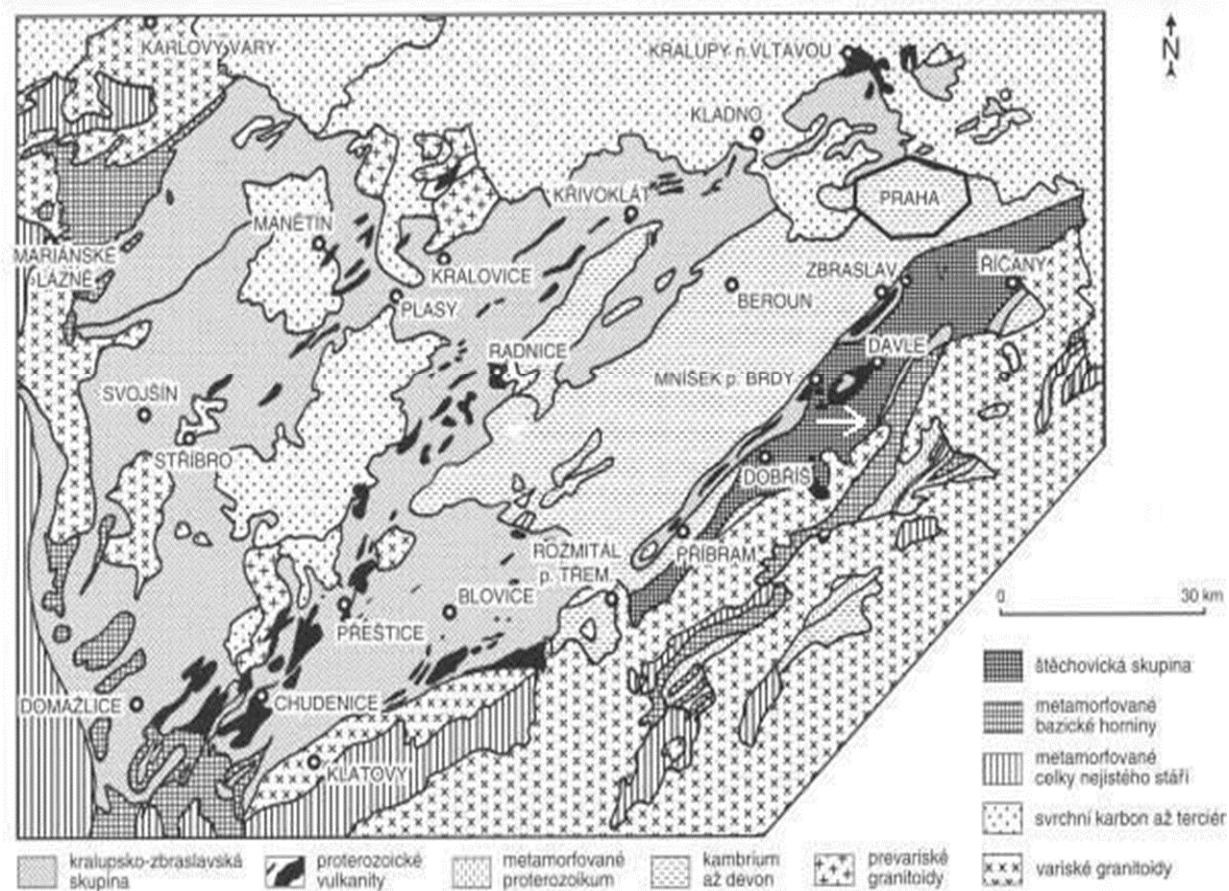 KARLOVY VARY
KRALUPY n.VLTAVOU
N
KLADNO
PRAHA
KŘIVOKLÁT
MANĚTÍN
MARIÁNSKÉ
LÁZNĚ
KRALOVICE
ZBRASLAV
ŘÍČANY
PLASY
BEROUN
RADNICE
DAVLE
MNÍŠEK p. BRDY
SVOJŠÍN
STŘÍBRO
DOBŘÍŠ
ROZMITÁL
p. TŘEM.
PŘÍBRAM
BLOVICE
PŘEŠTICE
0 30 km
DOMAŽLICE
CHUDENICE
KLATOVY
štěchovická skupina
metamorfované
bazické horniny
metamorfované
celky nejistého stáří
svrchní karbon až terciér
variské granitoidy
kralupsko-zbraslavská
skupina
proterozoické
vulkanity
metamorfované
proterozoikum
kambrium
až devon
prevariské
granitoidy